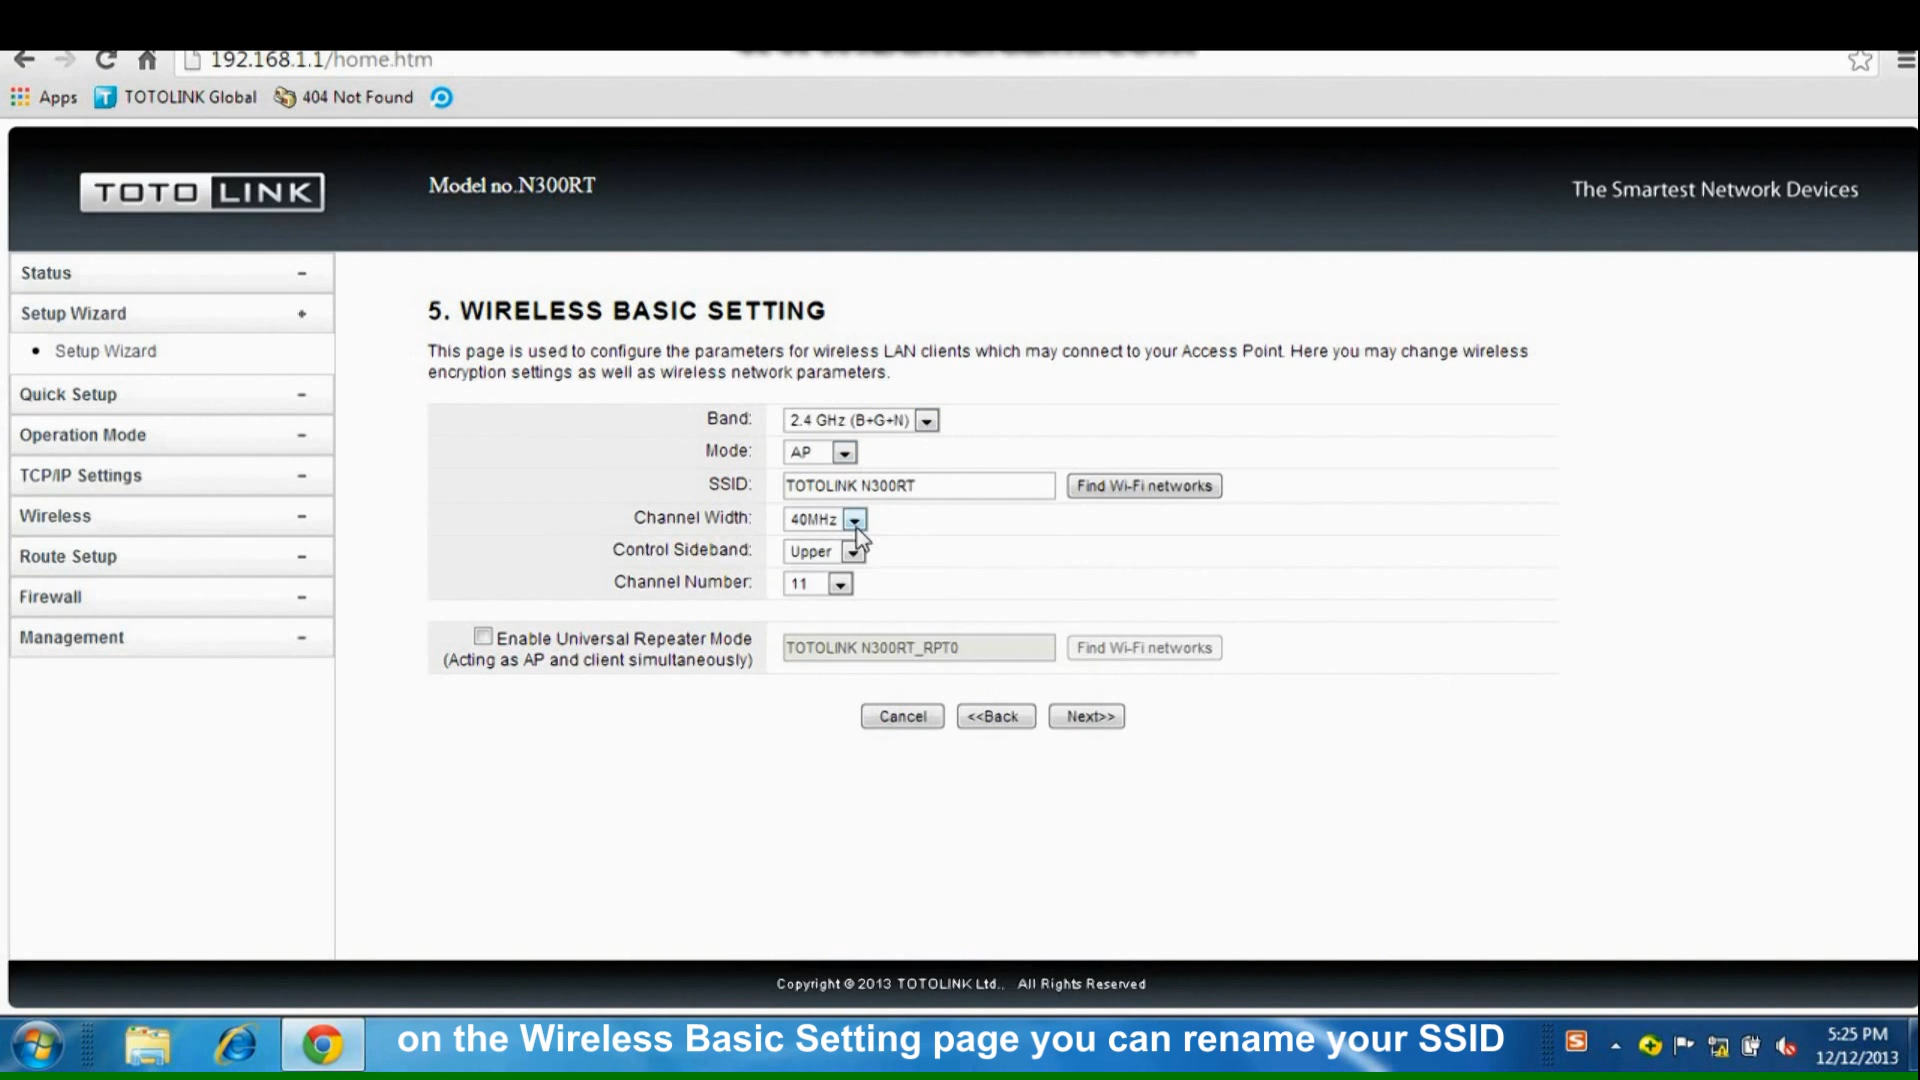 192.168.1.1/home.htm
Apps TOTOLINK Global 404 Not Found
TOTO LINK
Model no.N300RT
The Smartest Network Devices
Status -
Setup Wizard +
• Setup Wizard
Quick Setup -
Operation Mode -
TCP/IP Settings -
Wireless -
Route Setup -
Firewall -
Management -
5. WIRELESS BASIC SETTING
This page is used to configure the parameters for wireless LAN clients which may connect to your Access Point. Here you may change wireless
encryption settings as well as wireless network parameters.
Band: 2.4 GHz (B+G+N)
Mode: AP
SSID: TOTOLINK N300RT Find Wi-Fi networks
Channel Width: 40MHz
Control Sideband: Upper
Channel Number: 11
Enable Universal Repeater Mode
(Acting as AP and client simultaneously)
TOTOLINK N300RT_RPT0 Find Wi-Fi networks
Cancel <<Back Next>>
Copyright © 2013 TOTOLINK Ltd., All Rights Reserved
on the Wireless Basic Setting page you can rename your SSID
5:25 PM
12/12/2013